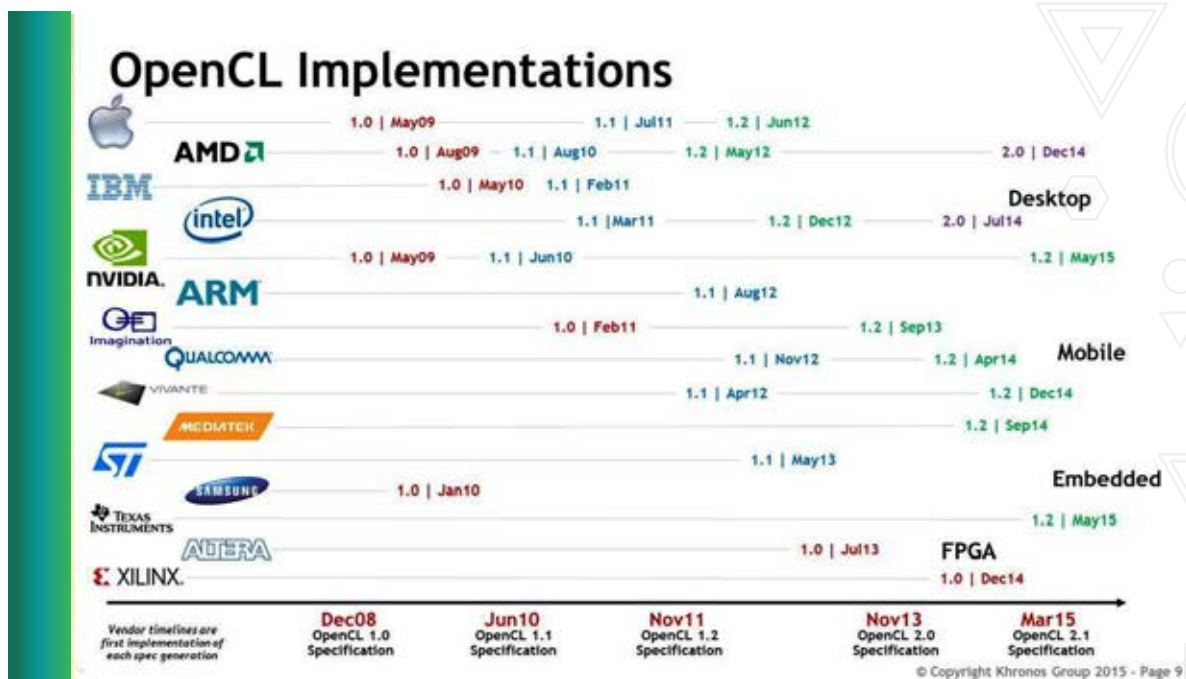 OpenCL Implementations
1.0 | May09 1.1 | Jul11 1.2 | Jun12
AMD 1.0 | Aug09 1.1 | Aug10 1.2 | May12 2.0 | Dec14
IBM 1.0 | May10 1.1 | Feb11
Desktop
intel 1.1 |Mar11 1.2 | Dec12 2.0 | Jul14
NVIDIA. 1.0 | May09 1.1 | Jun10 1.2 | May15
ARM 1.1 | Aug12
Imagination 1.0 | Feb11 1.2 | Sep13
Mobile
QUALCOMM 1.1 | Nov12 1.2 | Apr14
VIVANTE 1.1 | Apr12 1.2 | Dec14
MEDIATEK 1.2 | Sep14
ST 1.1 | May13
Embedded
SAMSUNG 1.0 | Jan10
TEXAS INSTRUMENTS 1.2 | May15
ALTERA 1.0 | Jul13 FPGA
XILINX. 1.0 | Dec14
Vendor timelines are
first implementation of
each spec generation
Dec08
OpenCL 1.0
Specification
Jun10
OpenCL 1.1
Specification
Nov11
OpenCL 1.2
Specification
Nov13
OpenCL 2.0
Specification
Mar15
OpenCL 2.1
Specification
© Copyright Khronos Group 2015 - Page 9